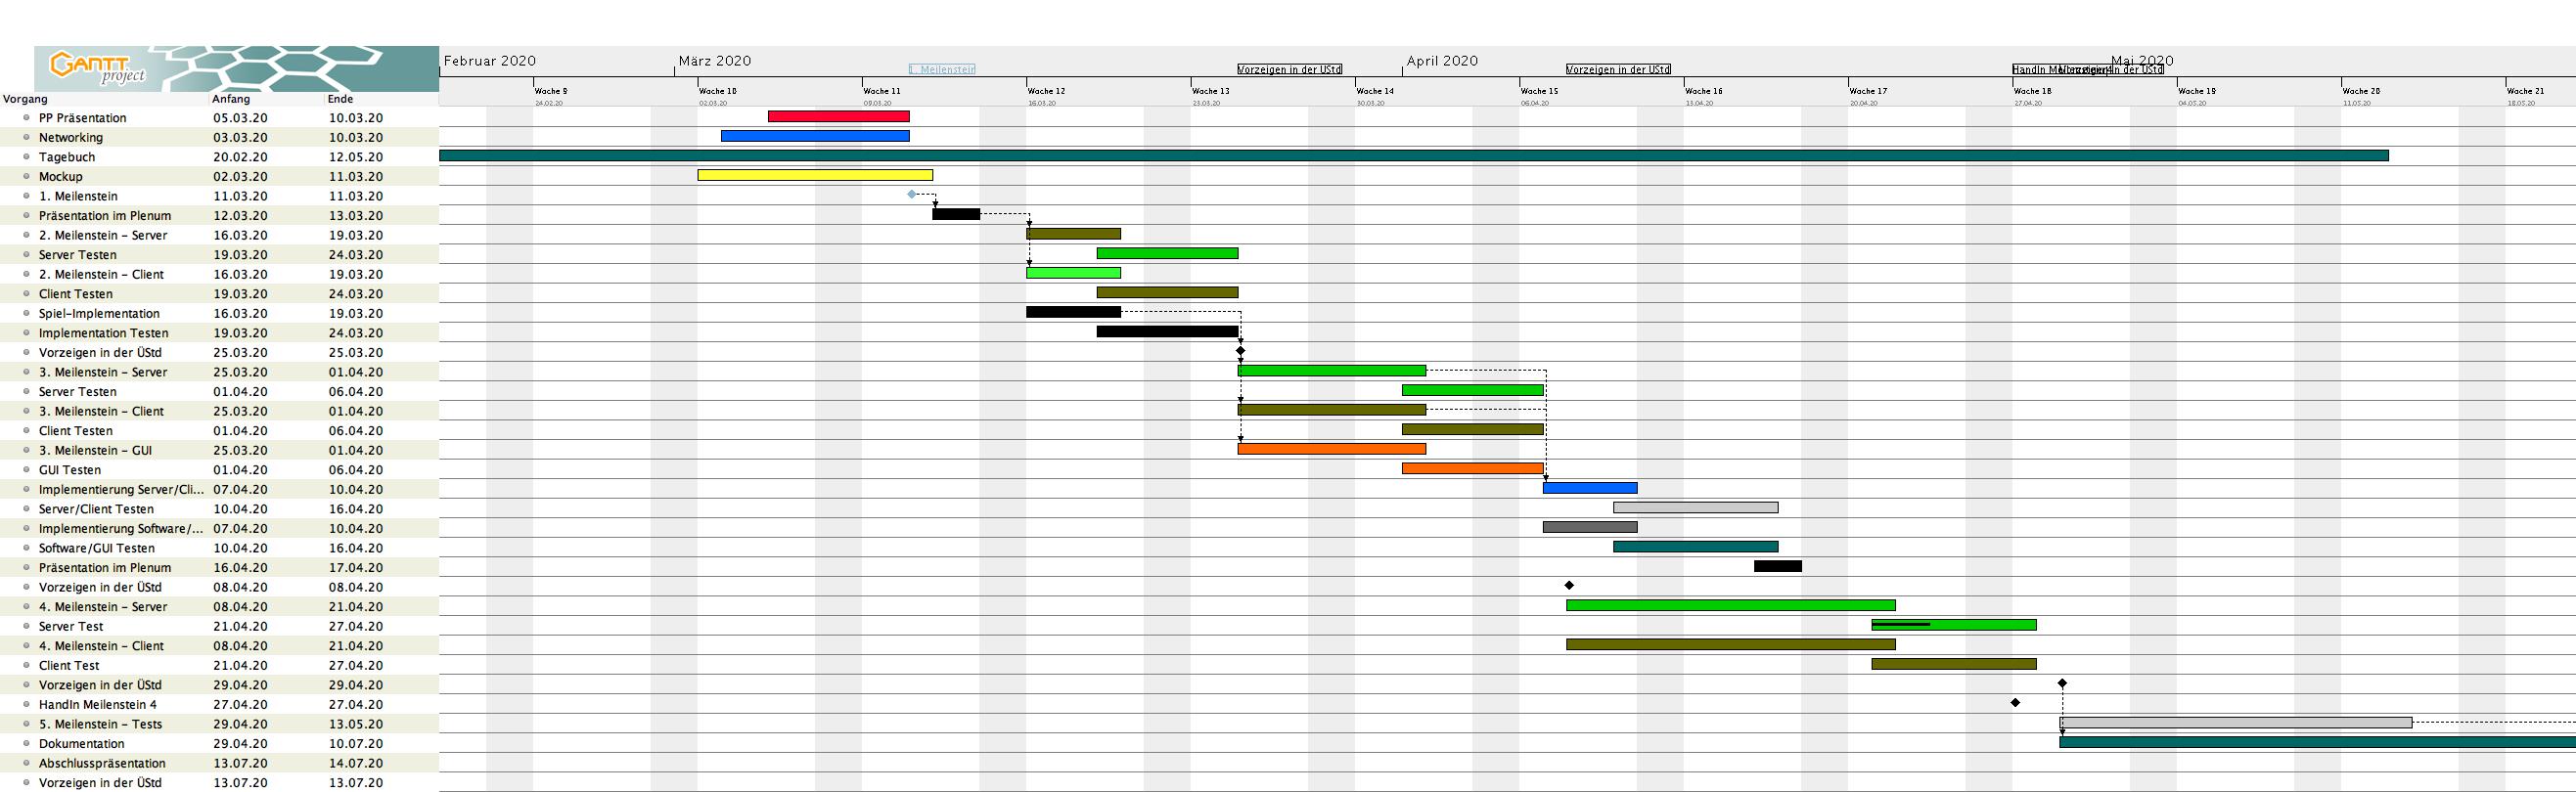 GANTT
project
Februar 2020
März 2020
April 2020
Mai 2020
1. Meilenstein
Vorzeigen in der ÜStd
Vorzeigen in der ÜStd
Woche 9
Woche 10
Woche 11
Woche 12
Woche 13
Woche 14
Woche 15
Woche 16
Woche 17
Woche 18
Woche 19
Woche 20
Woche 21
24.02.20
02.03.20
09.03.20
16.03.20
23.03.20
30.03.20
06.04.20
13.04.20
20.04.20
27.04.20
04.05.20
11.05.20
18.05.20
Vorgang Anfang Ende
PP Präsentation 05.03.20 10.03.20
Networking 03.03.20 10.03.20
Tagebuch 20.02.20 12.05.20
Mockup 02.03.20 11.03.20
1. Meilenstein 11.03.20 11.03.20
Präsentation im Plenum 12.03.20 13.03.20
2. Meilenstein - Server 16.03.20 19.03.20
Server Testen 19.03.20 24.03.20
2. Meilenstein - Client 16.03.20 19.03.20
Client Testen 19.03.20 24.03.20
Spiel-Implementation 16.03.20 19.03.20
Implementation Testen 19.03.20 24.03.20
Vorzeigen in der ÜStd 25.03.20 25.03.20
3. Meilenstein - Server 25.03.20 01.04.20
Server Testen 01.04.20 06.04.20
3. Meilenstein - Client 25.03.20 01.04.20
Client Testen 01.04.20 06.04.20
3. Meilenstein - GUI 25.03.20 01.04.20
GUI Testen 01.04.20 06.04.20
Implementierung Server/Cli... 07.04.20 10.04.20
Server/Client Testen 10.04.20 16.04.20
Implementierung Software/... 07.04.20 10.04.20
Software/GUI Testen 10.04.20 16.04.20
Präsentation im Plenum 16.04.20 17.04.20
Vorzeigen in der ÜStd 08.04.20 08.04.20
4. Meilenstein - Server 08.04.20 21.04.20
Server Test 21.04.20 27.04.20
4. Meilenstein - Client 08.04.20 21.04.20
Client Test 21.04.20 27.04.20
Vorzeigen in der ÜStd 29.04.20 29.04.20
HandIn Meilenstein 4 27.04.20 27.04.20
5. Meilenstein - Tests 29.04.20 13.05.20
Dokumentation 29.04.20 10.07.20
Abschlusspräsentation 13.07.20 14.07.20
Vorzeigen in der ÜStd 13.07.20 13.07.20